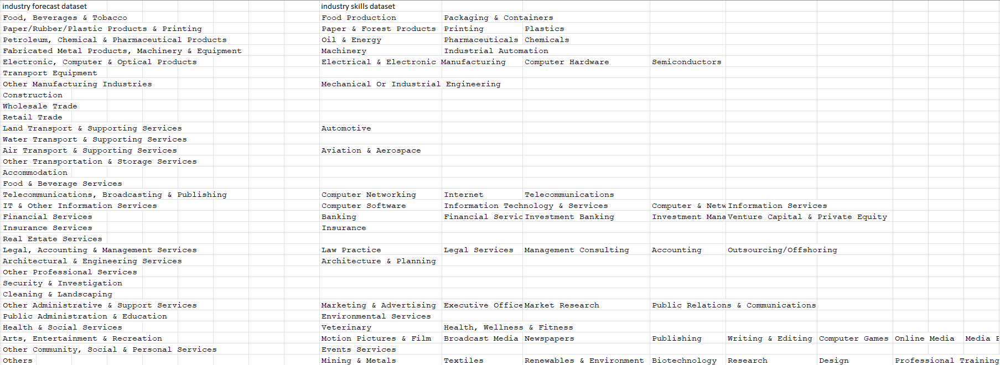 industry forecast dataset industry skills dataset
Food, Beverages & Tobacco Food Production Packaging & Containers
Paper/Rubber/Plastic Products & Printing Paper & Forest Products Printing Plastics
Petroleum, Chemical & Pharmaceutical Products Oil & Energy Pharmaceuticals Chemicals
Fabricated Metal Products, Machinery & Equipment Machinery Industrial Automation
Electronic, Computer & Optical Products Electrical & Electronic Manufacturing Computer Hardware Semiconductors
Transport Equipment
Other Manufacturing Industries Mechanical Or Industrial Engineering
Construction
Wholesale Trade
Retail Trade
Land Transport & Supporting Services Automotive
Water Transport & Supporting Services
Air Transport & Supporting Services Aviation & Aerospace
Other Transportation & Storage Services
Accommodation
Food & Beverage Services
Telecommunications, Broadcasting & Publishing Computer Networking Internet Telecommunications
IT & Other Information Services Computer Software Information Technology & Services Computer & Netw Information Services
Financial Services Banking Financial Servic Investment Banking Investment Mana Venture Capital & Private Equity
Insurance Services Insurance
Real Estate Services
Legal, Accounting & Management Services Law Practice Legal Services Management Consulting Accounting Outsourcing/Offshoring
Architectural & Engineering Services Architecture & Planning
Other Professional Services
Security & Investigation
Cleaning & Landscaping
Other Administrative & Support Services Marketing & Advertising Executive Office Market Research Public Relations & Communications
Public Administration & Education Environmental Services
Health & Social Services Veterinary Health, Wellness & Fitness
Arts, Entertainment & Recreation Motion Pictures & Film Broadcast Media Newspapers Publishing Writing & Editing Computer Games Online Media Media
Other Community, Social & Personal Services Events Services
Others Mining & Metals Textiles Renewables & Environment Biotechnology Research Design Professional Training